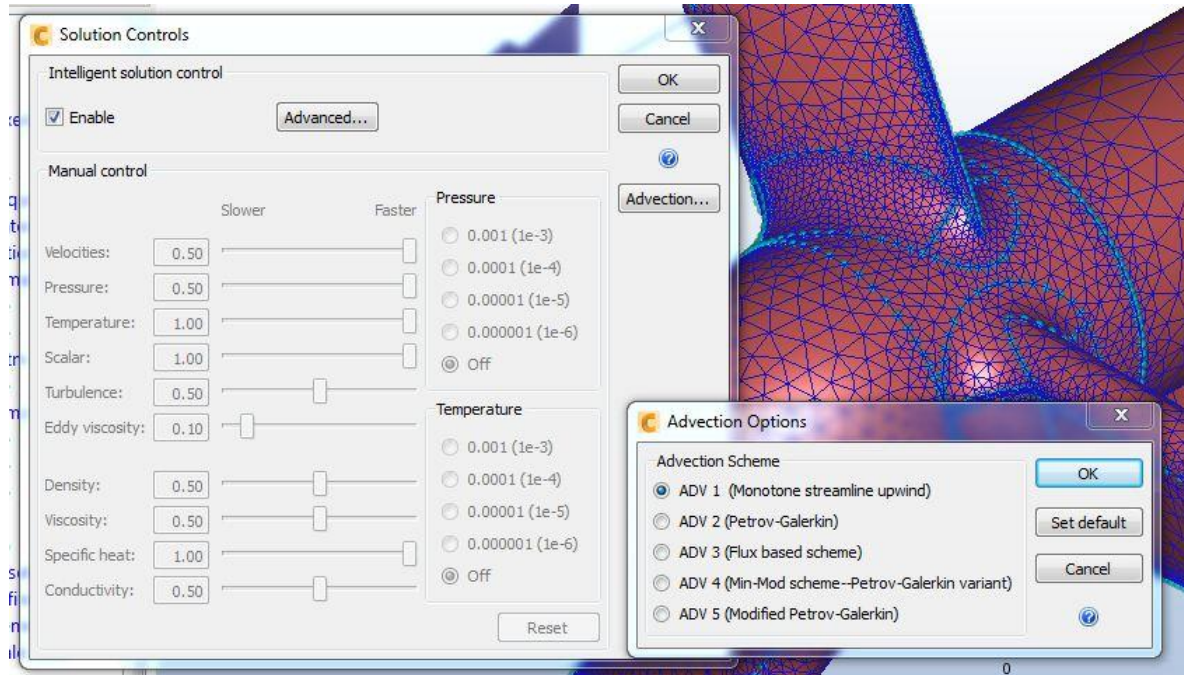 Solution Controls
Intelligent solution control
Enable
Advanced...
OK
Cancel
Advection...
Manual control
Slower Faster
Velocities: 0.50
Pressure: 0.50
Temperature: 1.00
Scalar: 1.00
Turbulence: 0.50
Eddy viscosity: 0.10
Density: 0.50
Viscosity: 0.50
Specific heat: 1.00
Conductivity: 0.50
Pressure
0.001 (1e-3)
0.0001 (1e-4)
0.00001 (1e-5)
0.000001 (1e-6)
Off
Temperature
0.001 (1e-3)
0.0001 (1e-4)
0.00001 (1e-5)
0.000001 (1e-6)
Off
Reset
Advection Options
Advection Scheme
ADV 1 (Monotone streamline upwind)
ADV 2 (Petrov-Galerkin)
ADV 3 (Flux based scheme)
ADV 4 (Min-Mod scheme--Petrov-Galerkin variant)
ADV 5 (Modified Petrov-Galerkin)
OK
Set default
Cancel
0